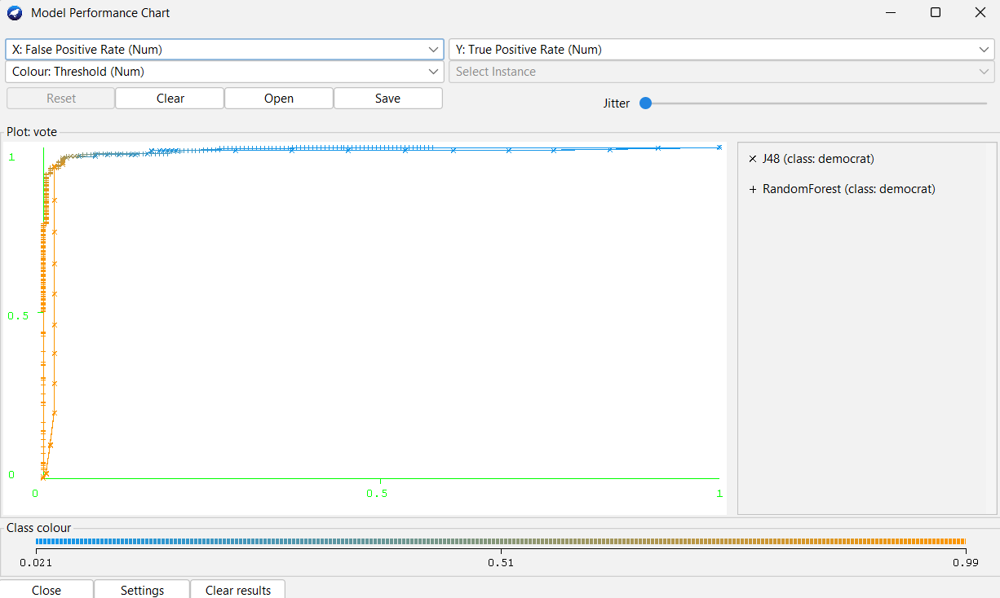 Model Performance Chart
X: False Positive Rate (Num)
Y: True Positive Rate (Num)
Colour: Threshold (Num)
Select Instance
Reset
Clear
Open
Save
Jitter
Plot: vote
1
0.5
0
0
0.5
1
J48 (class: democrat)
RandomForest (class: democrat)
Class colour
0.021
0.51
0.99
Close
Settings
Clear results